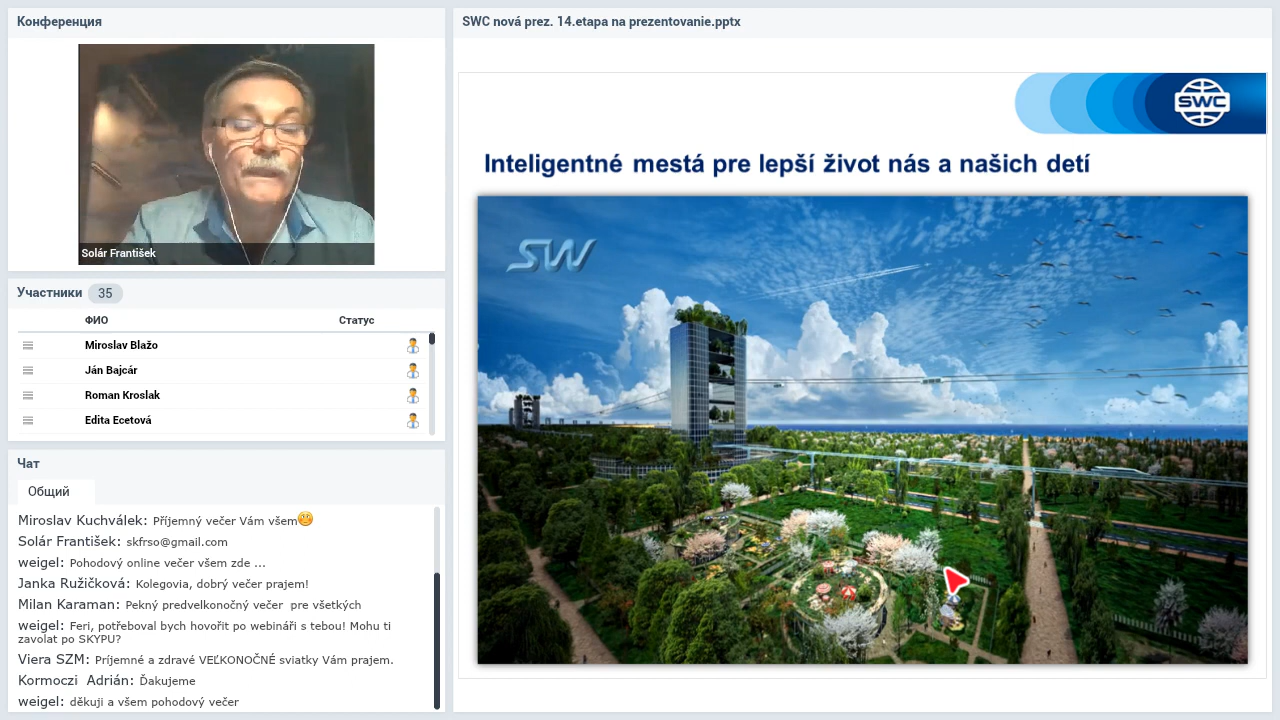 Конференция
Solár František
Участники 35
ФИО Статус
Miroslav Blažo
Ján Bajcár
Roman Kroslak
Edita Ecetová
Чат
Общий
Miroslav Kuchválek: Příjemný večer Vám všem
Solár František: skfrso@gmail.com
weigel: Pohodový online večer všem zde ...
Janka Ružičková: Kolegovia, dobrý večer prajem!
Milan Karaman: Pekný predvelkonočný večer pre všetkých
weigel: Feri, potřeboval bych hovořit po webináři s tebou! Mohu ti
zavolat po SKYPU?
Viera SZM: Príjemné a zdravé VEĽKONOČNÉ sviatky Vám prajem.
Kormoczi Adrián: Ďakujeme
weigel: děkuji a všem pohodový večer
SWC nová prez. 14.etapa na prezentovanie.pptx
SWC
Inteligentné mestá pre lepší život nás a našich detí
SW